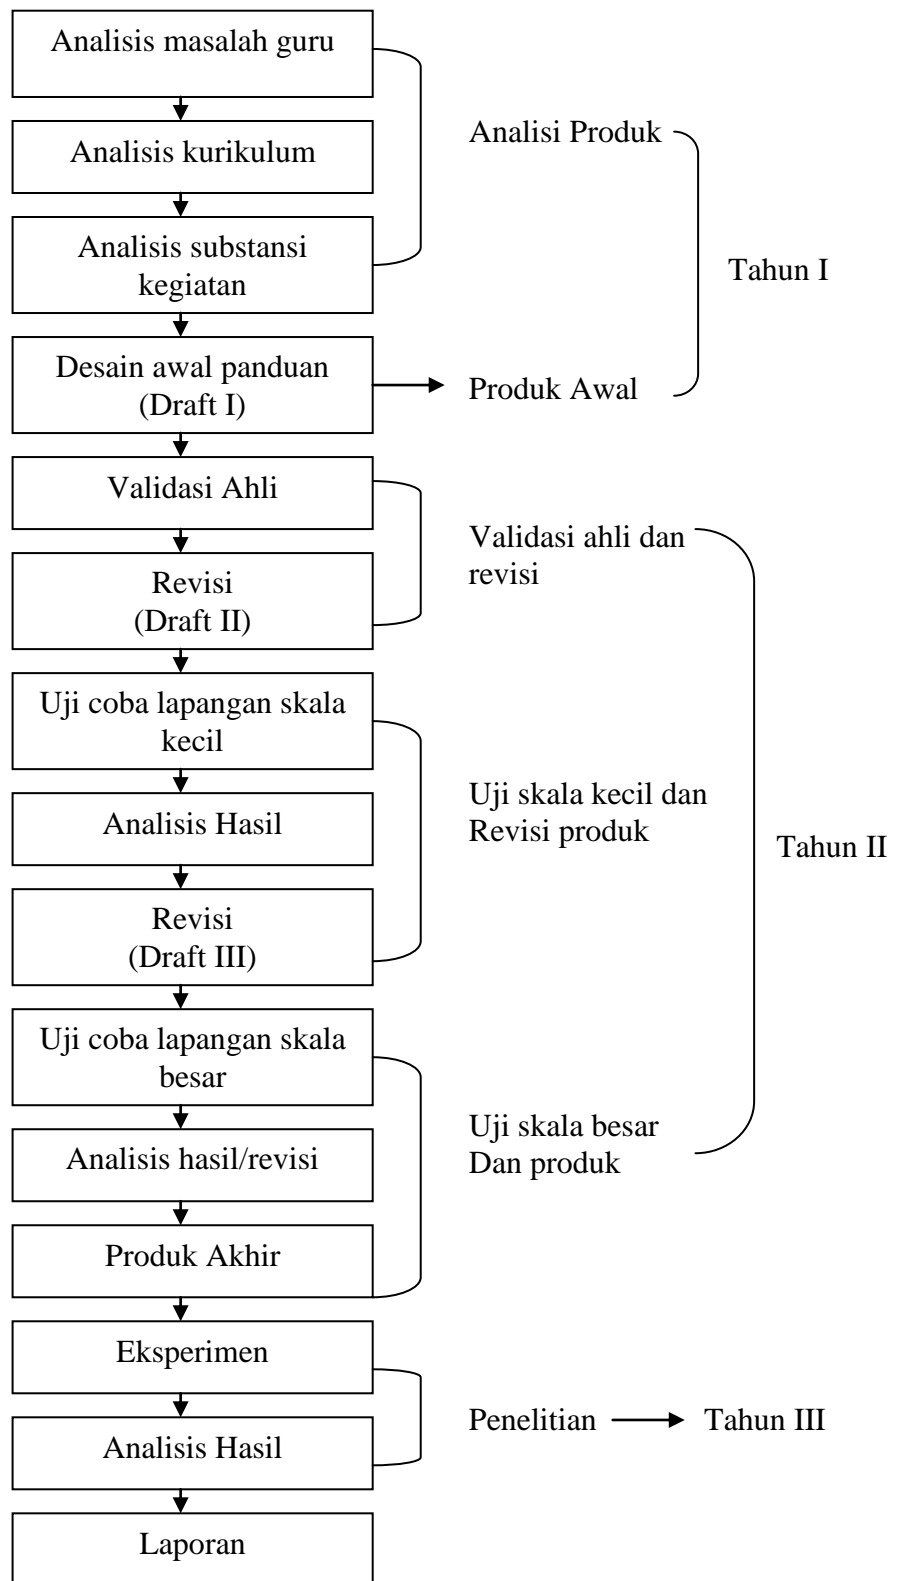 Analisis masalah guru
Analisis kurikulum
Analisis substansi
kegiatan
Desain awal panduan
(Draft I)
Validasi Ahli
Revisi
(Draft II)
Uji coba lapangan skala
kecil
Analisis Hasil
Revisi
(Draft III)
Uji coba lapangan skala
besar
Analisis hasil/revisi
Produk Akhir
Eksperimen
Analisis Hasil
Laporan
Analisi Produk
Produk Awal
Validasi ahli dan
revisi
Uji skala kecil dan
Revisi produk
Uji skala besar
Dan produk
Penelitian
Tahun I
Tahun II
Tahun III